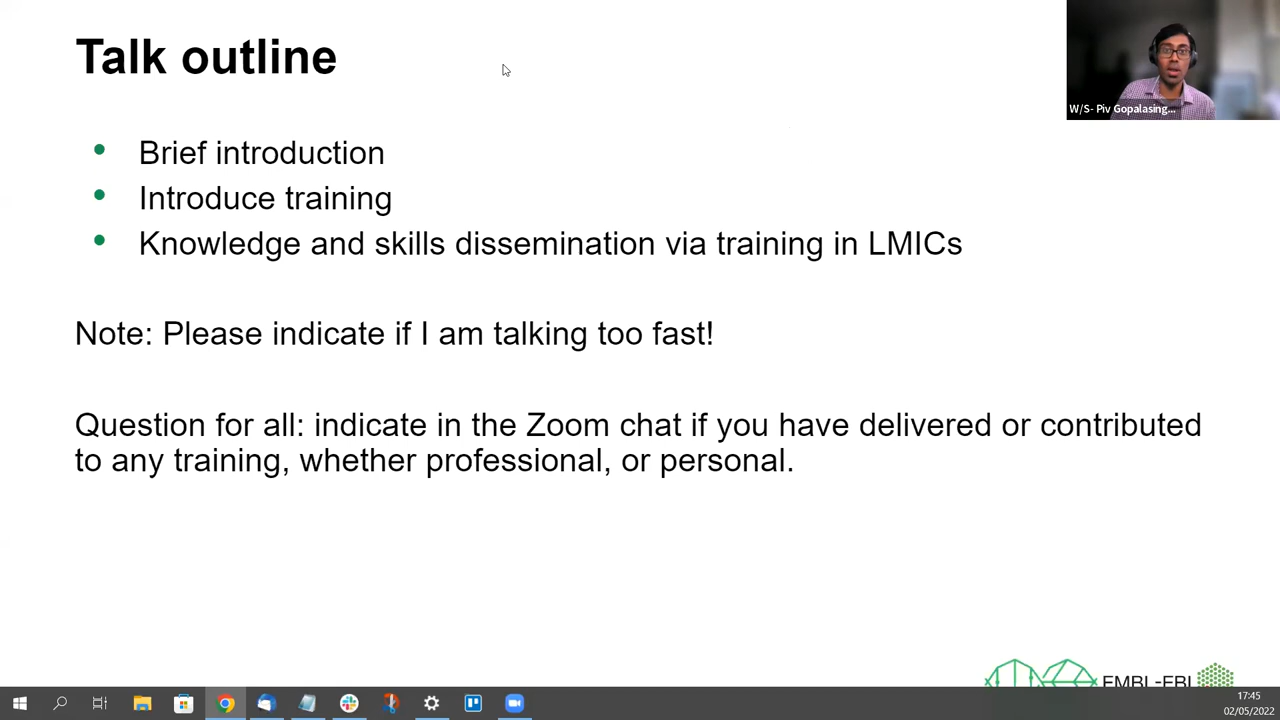 Talk outline
W/S- Piv Gopalasing...
• Brief introduction
• Introduce training
• Knowledge and skills dissemination via training in LMICs
Note: Please indicate if I am talking too fast!
Question for all: indicate in the Zoom chat if you have delivered or contributed
to any training, whether professional, or personal.
EMBL-EBI
17:45
02/05/2022